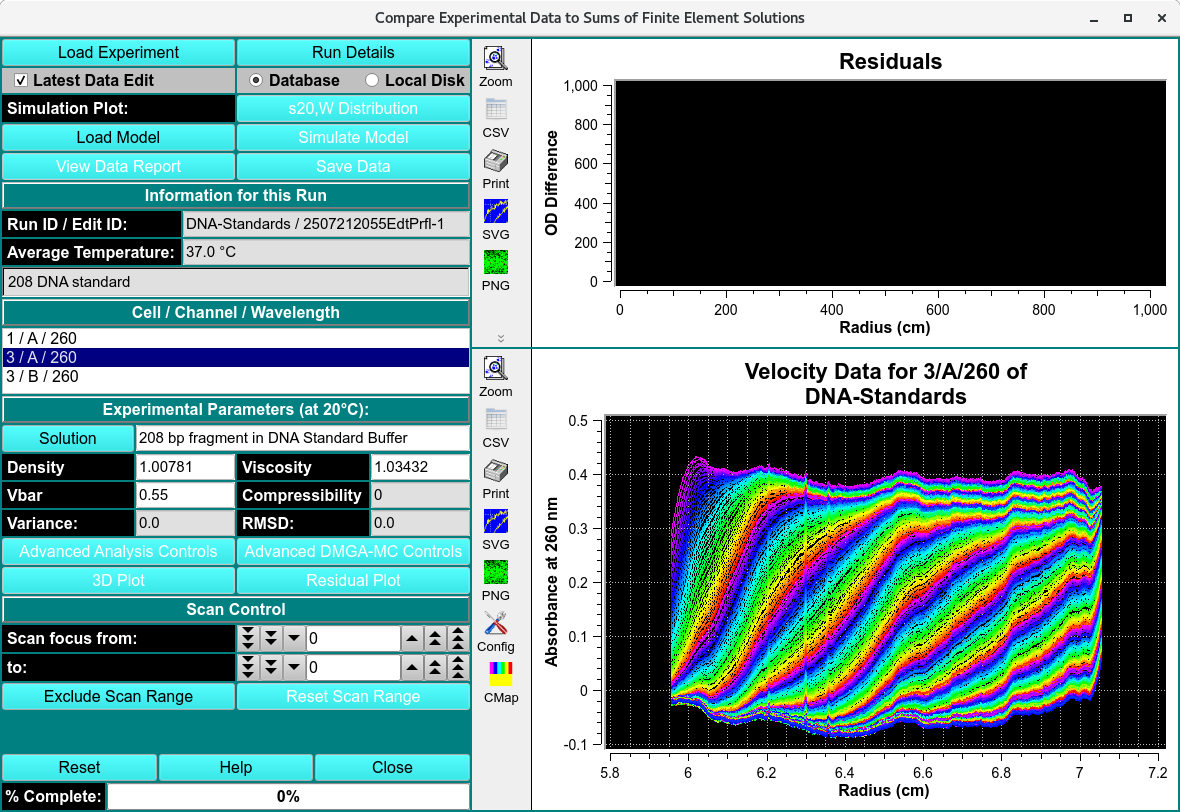 Compare Experimental Data to Sums of Finite Element Solutions
Load Experiment
Run Details
Latest Data Edit
Database
Local Disk
Simulation Plot:
s20,W Distribution
Load Model
Simulate Model
View Data Report
Save Data
Information for this Run
Run ID / Edit ID:
DNA-Standards / 2507212055EdtPrfl-1
Average Temperature:
37.0 °C
208 DNA standard
Cell / Channel / Wavelength
1 / A / 260
3 / A / 260
3 / B / 260
Experimental Parameters (at 20°C):
Solution
208 bp fragment in DNA Standard Buffer
Density
1.00781
Viscosity
1.03432
Vbar
0.55
Compressibility
0
Variance:
0.0
RMSD:
0.0
Advanced Analysis Controls
Advanced DMGA-MC Controls
3D Plot
Residual Plot
Scan Control
Scan focus from:
0
to:
0
Exclude Scan Range
Reset Scan Range
Reset
Help
Close
% Complete:
0%
Zoom
CSV
Print
SVG
PNG
Residuals
OD Difference
1,000
800
600
400
200
0
0
200
400
600
800
1,000
Radius (cm)
Zoom
CSV
Print
SVG
PNG
Config
CMap
Velocity Data for 3/A/260 of
DNA-Standards
Absorbance at 260 nm
0.5
0.4
0.3
0.2
0.1
0
-0.1
5.8
6
6.2
6.4
6.6
6.8
7
7.2
Radius (cm)